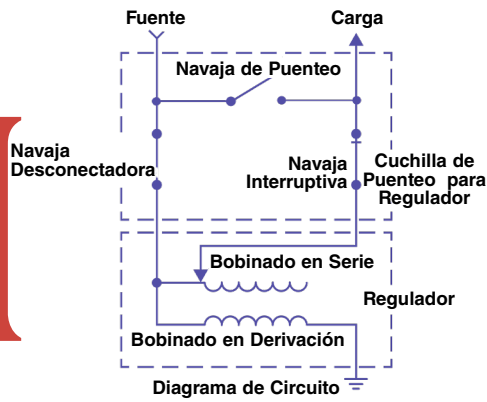 Fuente
Carga
Navaja de Puenteo
Navaja
Desconectadora
Navaja
Interruptiva
Cuchilla de
Puenteo para
Regulador
Bobinado en Serie
Regulador
Bobinado en Derivación
Diagrama de Circuito